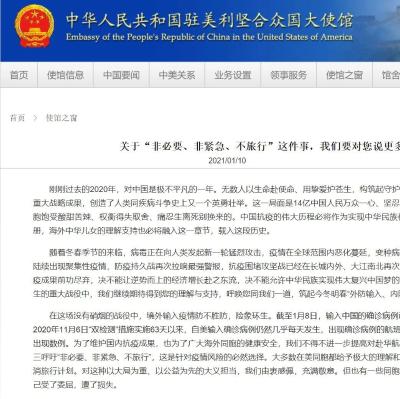 中华人民共和国驻美利坚合众国大使馆
Embassy of the People's Republic of China in the United States of America
首页 使馆信息 中国要闻 中美关系 业务设置 领事服务 使馆之窗 馆舍
首页 > 使馆之窗
关于“非必要、非紧急、不旅行”这件事，我们要对您说更多
2021/01/10
刚刚过去的2020年，对中国是极不平凡的一年。无数人以生命赴使命、用挚爱护苍生，构筑起守护
重大战略成果，创造了人类同疾病斗争史上又一个英勇壮举。这一局面是14亿中国人民万众一心、坚
胞饱受酸甜苦辣、权衡得失取舍、痛忍生离死别换来的。中国抗疫的伟大历程必将作为实现中华民族
册，海外中华儿女的理解支持也必将融入这一章节，载入这段历史。
随着冬春季节的来临，病毒正在向人类发起新一轮猛烈攻击，疫情在全球范围内恶化蔓延，变种病
陆续出现聚集性疫情，防疫持久战再次拉响最强警报，抗疫围堵攻坚战已经在长城内外、大江南北再次
疫成果前功尽弃，决不能让逆势而上的经济增长赴之东流，决不能允许中华民族实现伟大复兴中国梦的
生的重大战役中，我们继续期待得到您的理解与支持，呼唤您同我们一道，筑起今冬明春“外防输入、内
在这场没有硝烟的战役中，境外输入疫情防不胜防，险象环生。截至1月8日，输入中国的确诊病例
2020年11月6日“双检测”措施实施63天以来，自美输入确诊病例仍然几乎每天发生，出现确诊病例的航班
出现数例。为了维护国内抗疫成果，也为了广大海外同胞的健康安全，我们不得不进一步提高对赴华航
三呼吁“非必要、非紧急、不旅行”，这是针对疫情风险的必然选择。大多数在美同胞都给予极大的理解和
消旅行计划。对这种以大局为重，以公益为先的大义担当，我们由衷感佩，充满敬意。但也有一些同胞
己受了委屈，遭了损失。